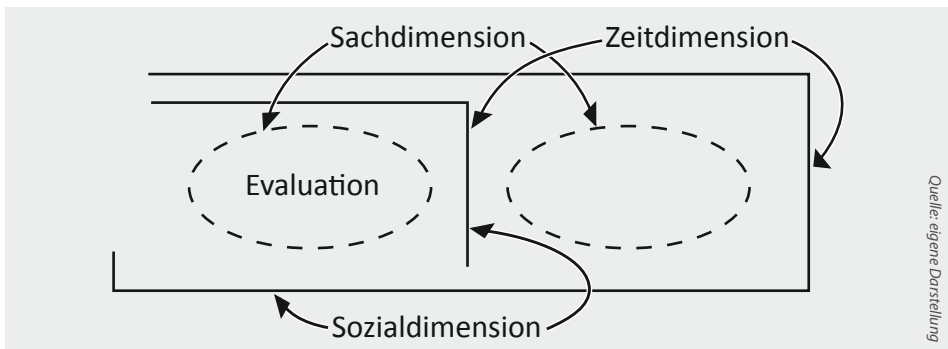 Sachdimension
Zeitdimension
Evaluation
Sozialdimension
Quelle: eigene Darstellung